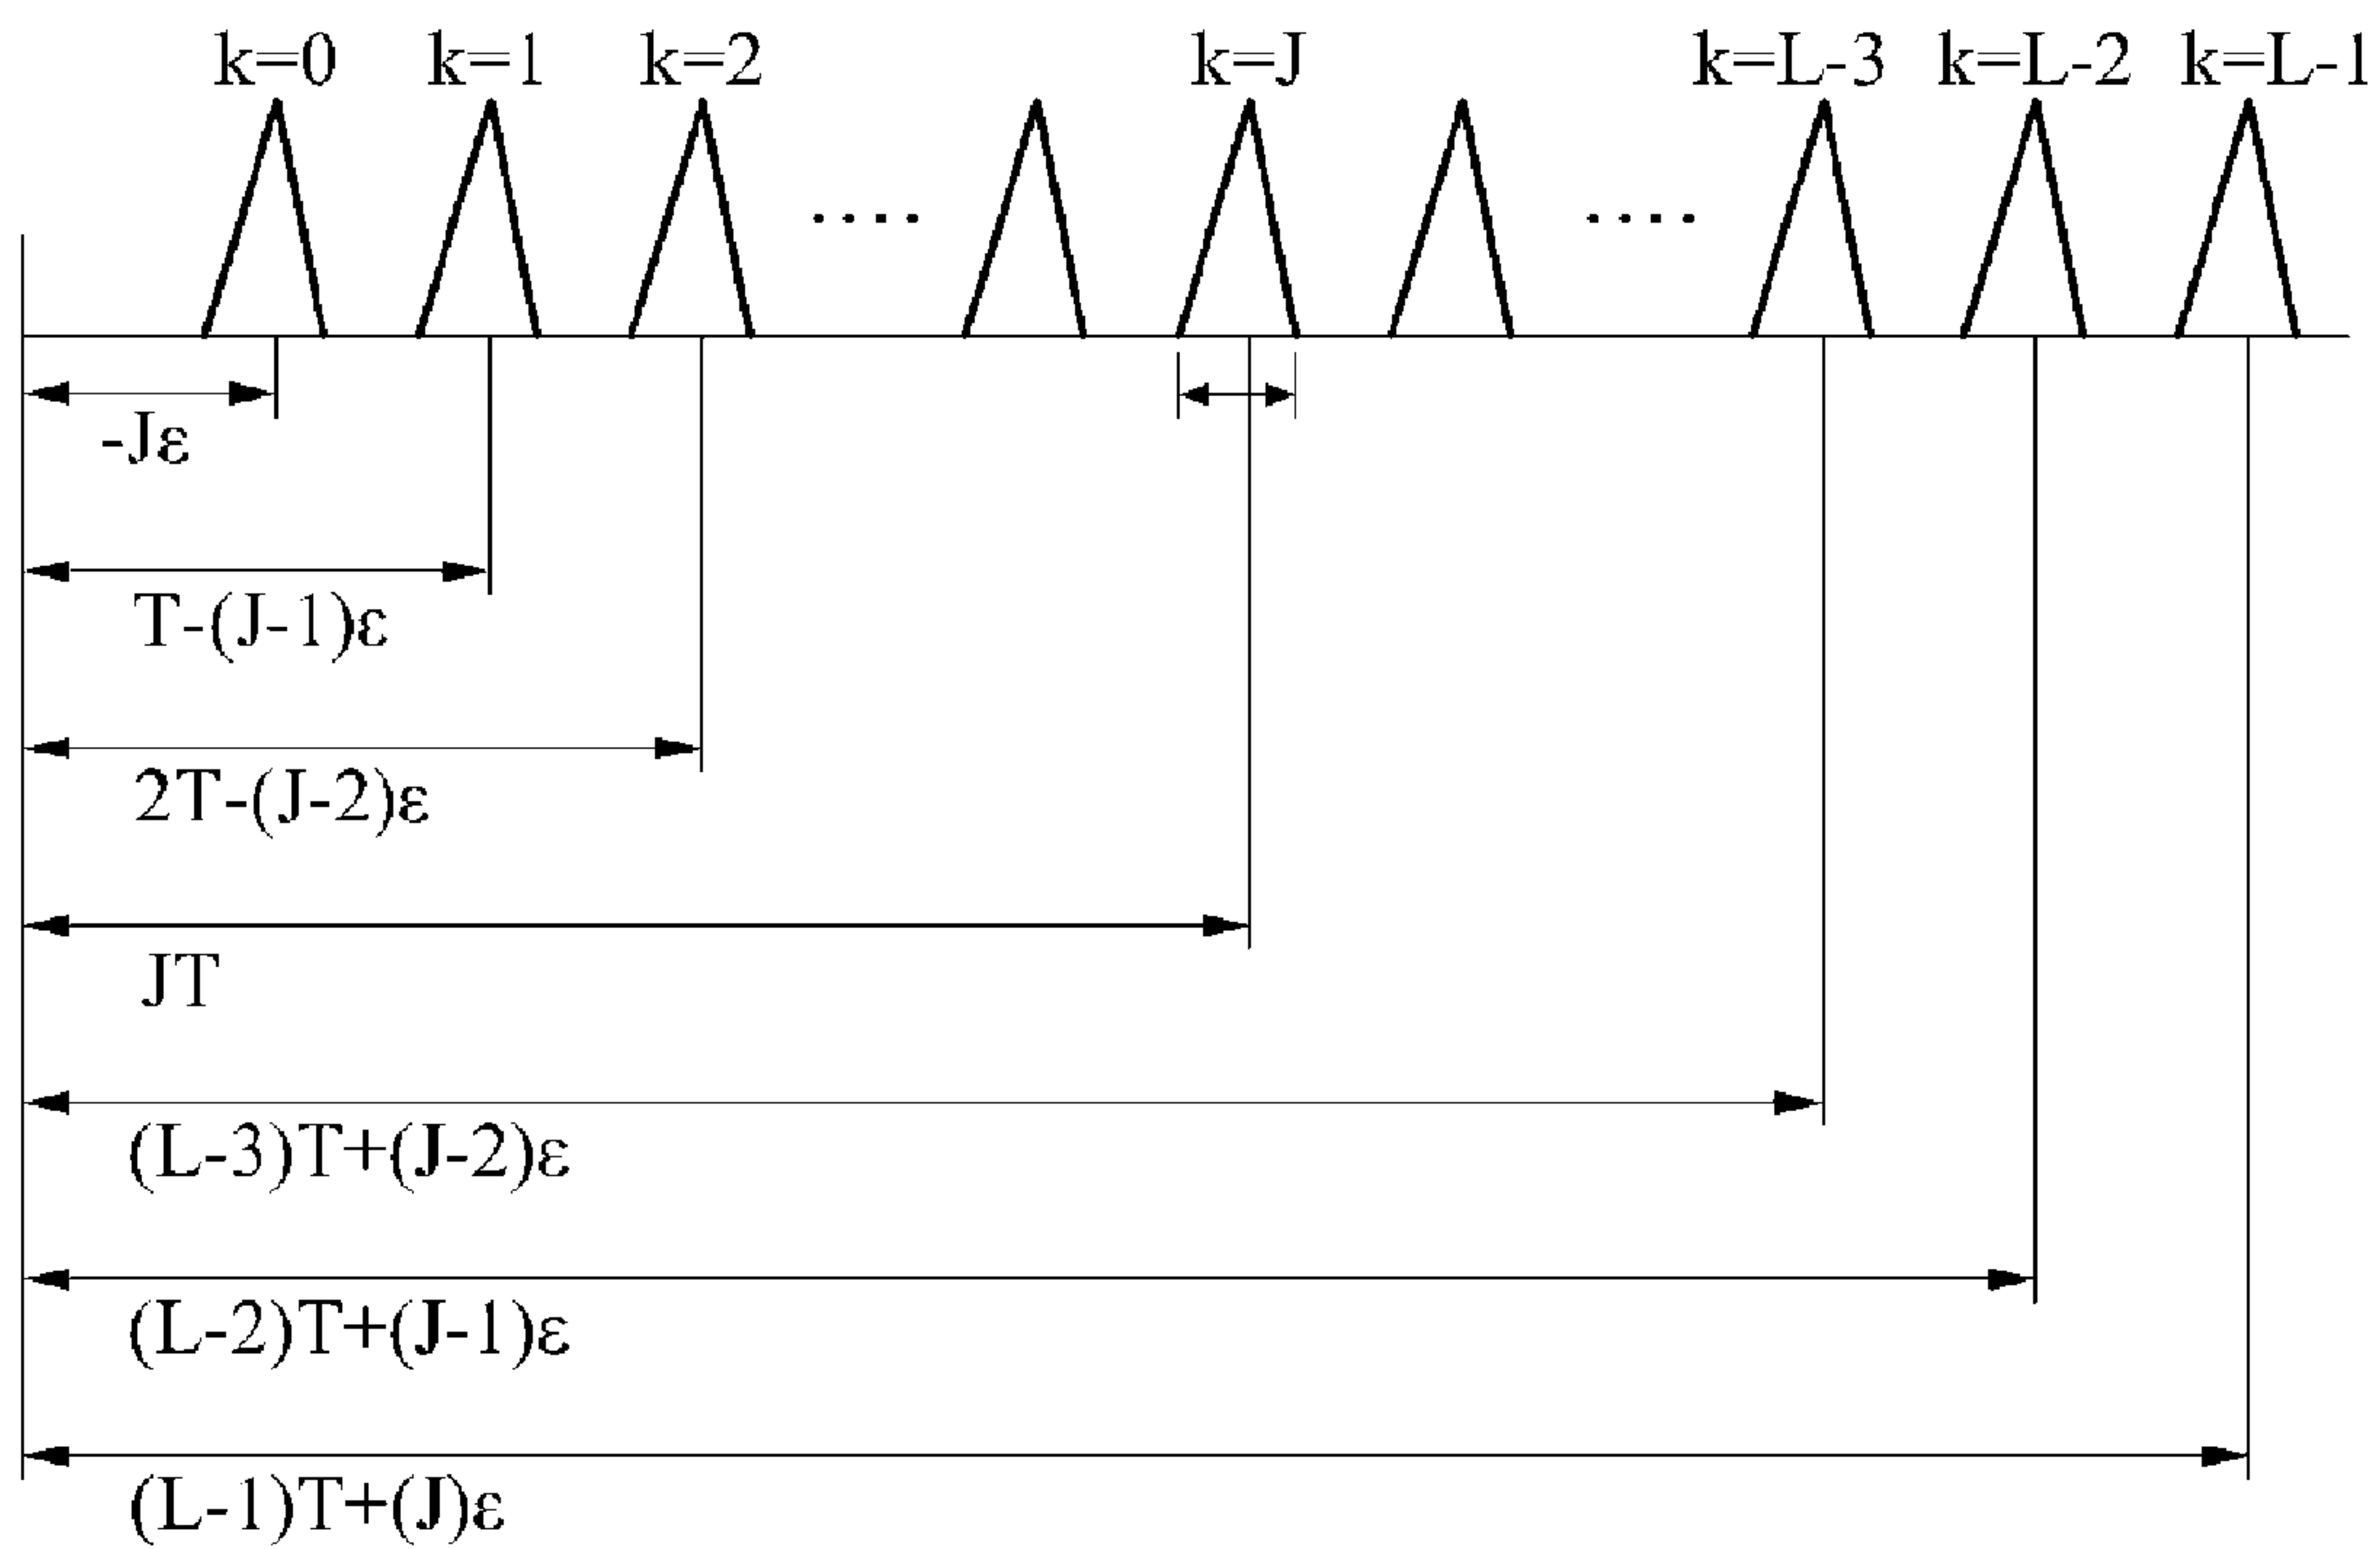 k=0 k=1 k=2 k=J k=L-3 k=L-2 k=L-1
....
....
-Jε
T-(J-1)ε
2T-(J-2)ε
JT
(L-3)T+(J-2)ε
(L-2)T+(J-1)ε
(L-1)T+(J)ε